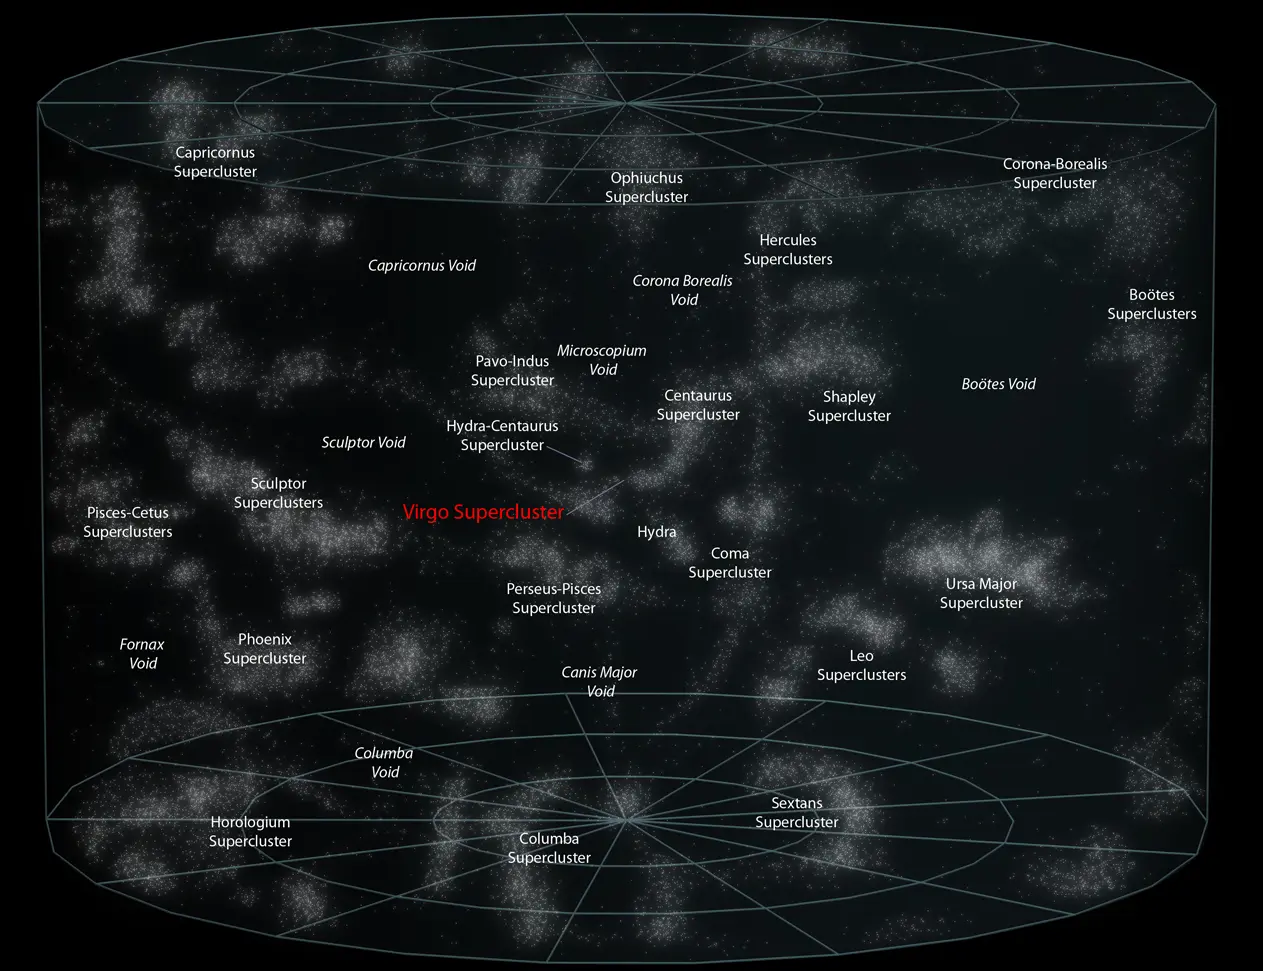 Capricornus
Supercluster
Ophiuchus
Supercluster
Corona-Borealis
Supercluster
Hercules
Superclusters
Capricornus Void
Corona Borealis
Void
Boötes
Superclusters
Pavo-Indus
Supercluster
Microscopium
Void
Centaurus
Supercluster
Shapley
Supercluster
Boötes Void
Hydra-Centaurus
Supercluster
Sculptor Void
Sculptor
Superclusters
Pisces-Cetus
Superclusters
Virgo Supercluster
Hydra
Coma
Supercluster
Perseus-Pisces
Supercluster
Ursa Major
Supercluster
Fornax
Void
Phoenix
Supercluster
Canis Major
Void
Leo
Superclusters
Columba
Void
Horologium
Supercluster
Columba
Supercluster
Sextans
Supercluster